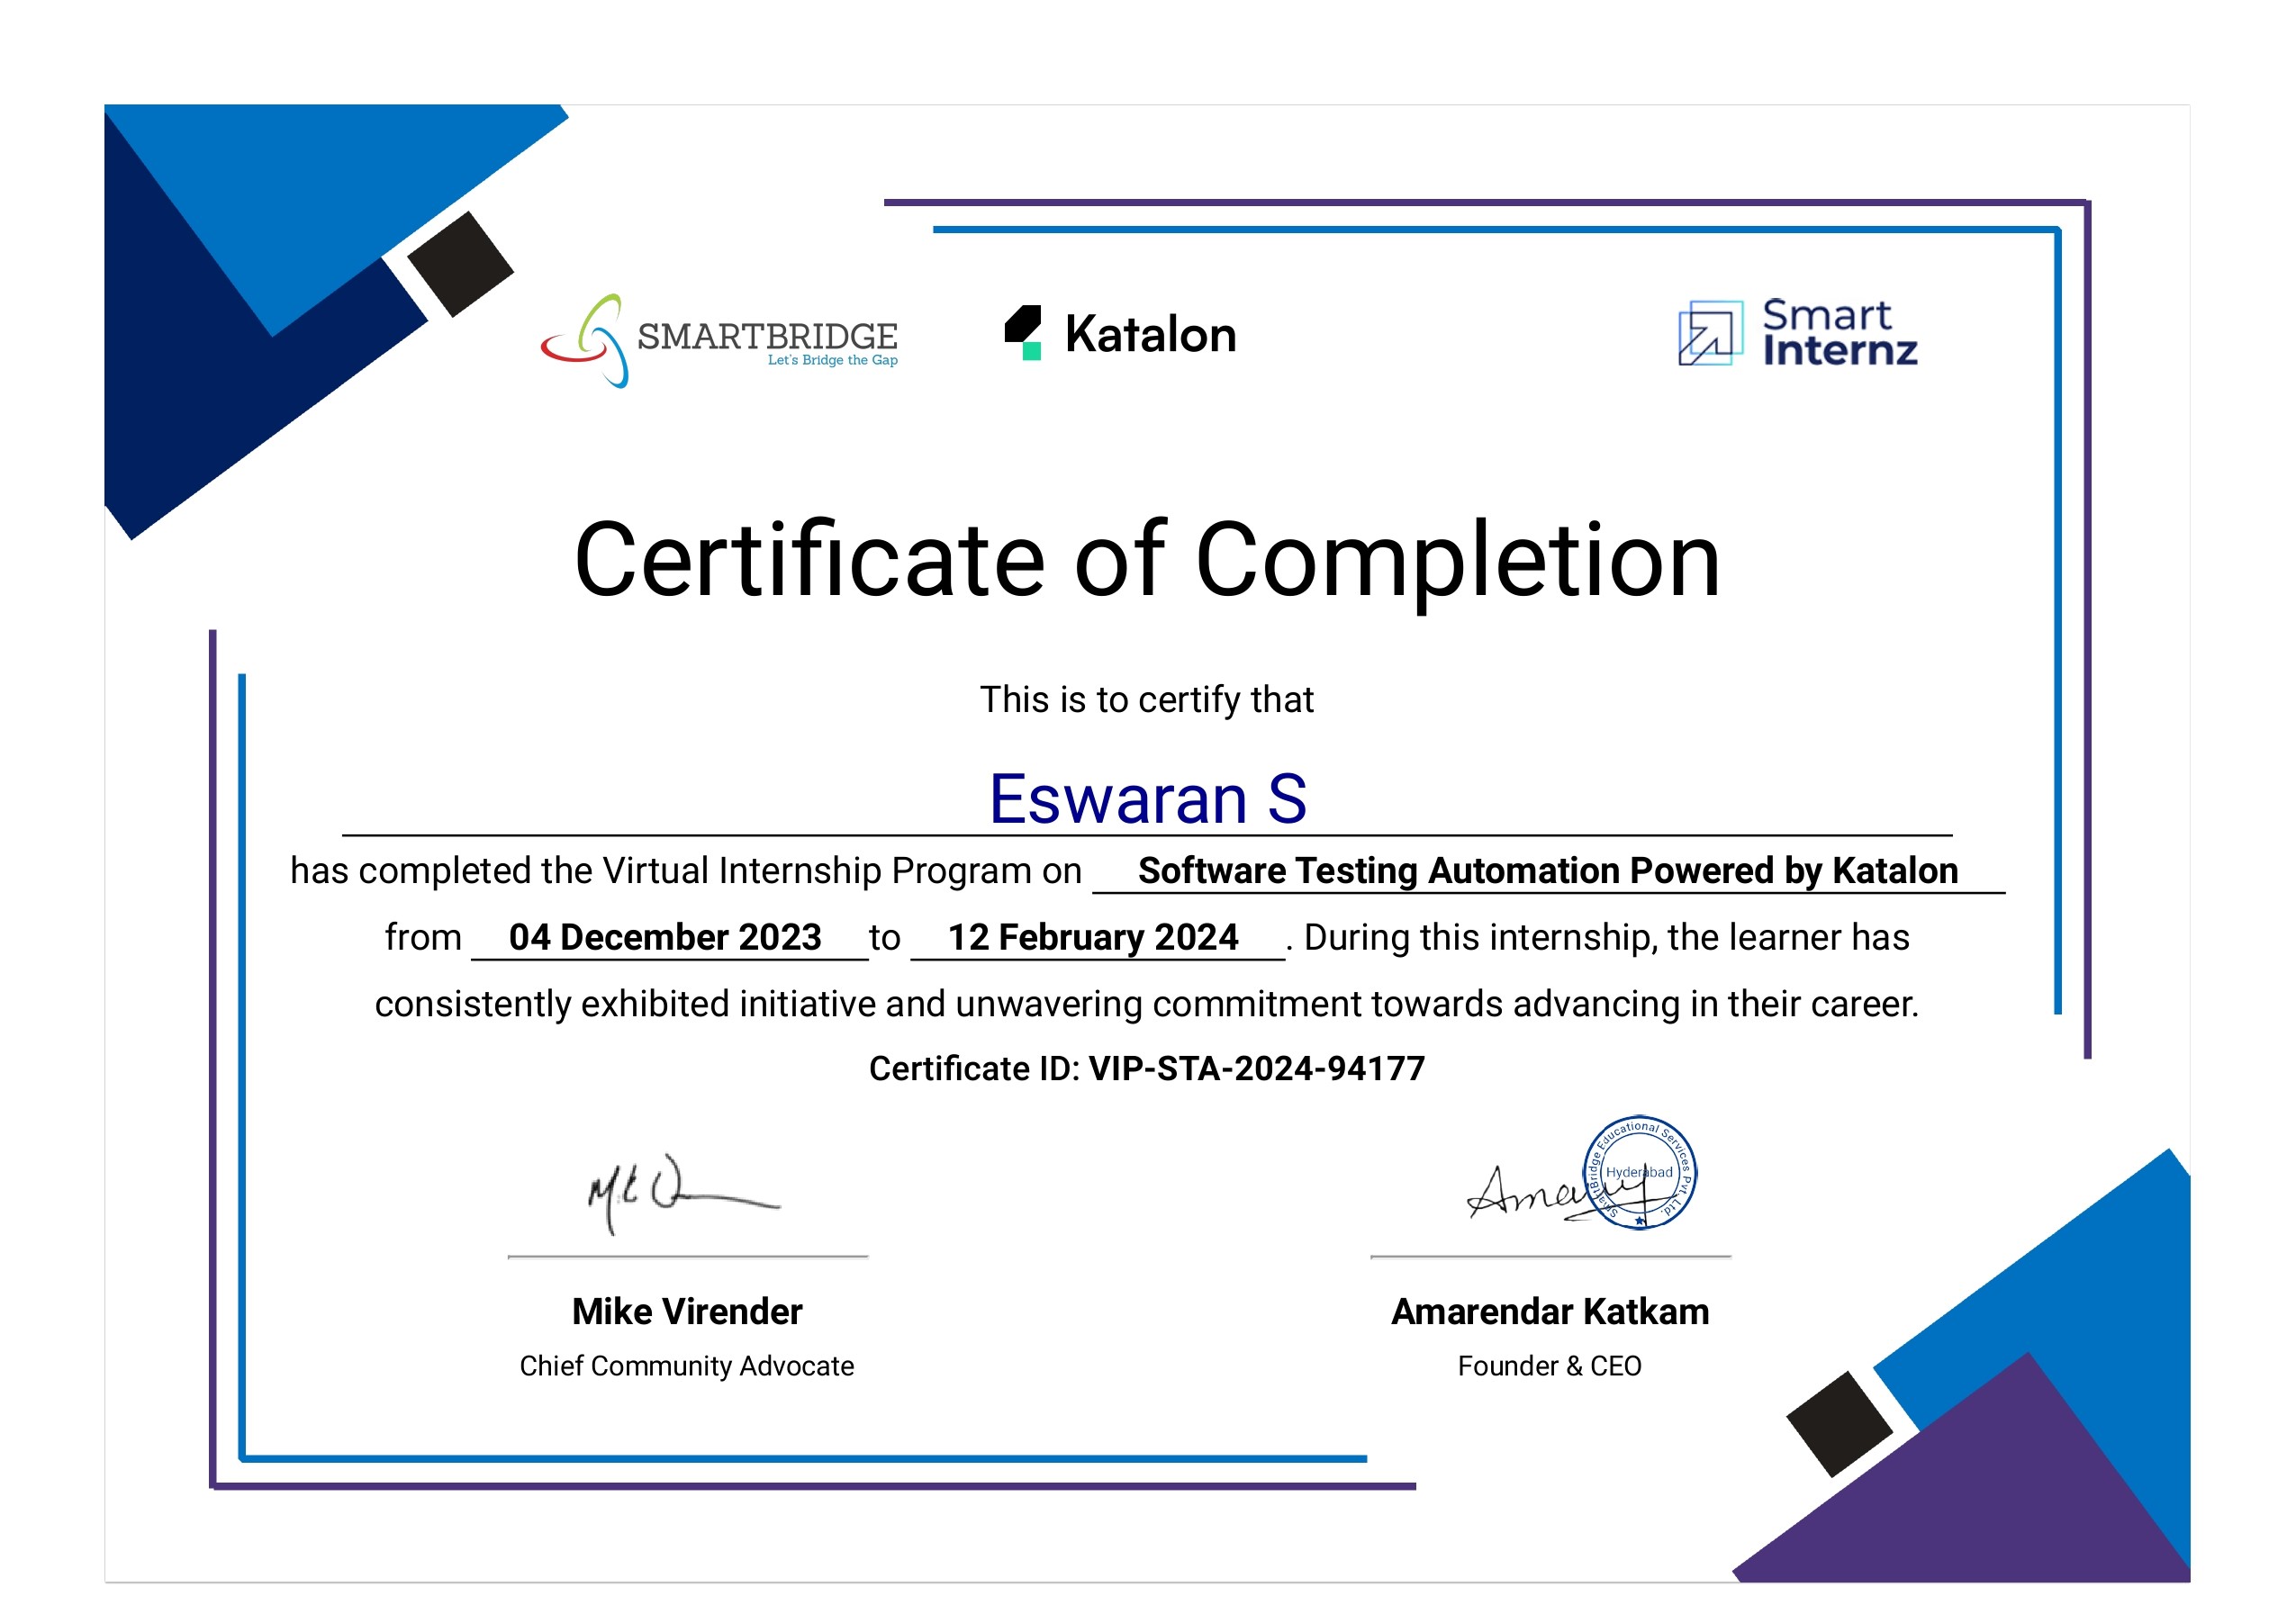 SMARTBRIDGE
Let's Bridge the Gap
Katalon
Smart
Internz
Certificate of Completion
This is to certify that
Eswaran S
has completed the Virtual Internship Program on Software Testing Automation Powered by Katalon
from 04 December 2023 to 12 February 2024 . During this internship, the learner has
consistently exhibited initiative and unwavering commitment towards advancing in their career.
Certificate ID: VIP-STA-2024-94177
SmartBridge Educational Services Pvt. Ltd.
Hyderabad
Mike Virender
Amarendar Katkam
Chief Community Advocate
Founder & CEO